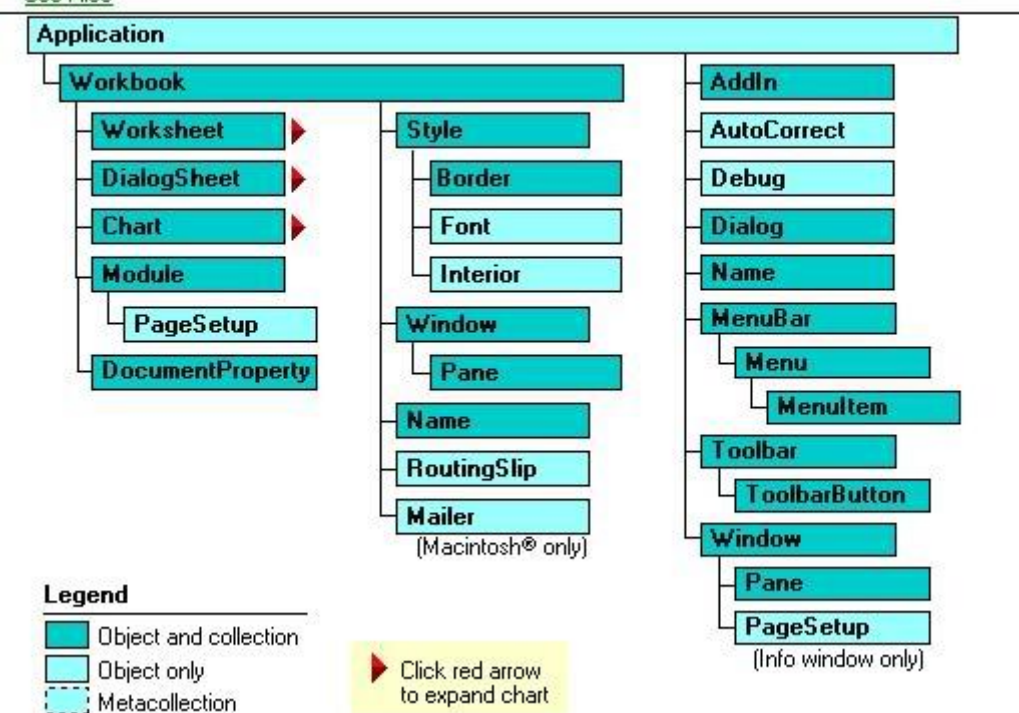 Application
Workbook
Worksheet
DialogSheet
Chart
Module
PageSetup
DocumentProperty
Style
Border
Font
Interior
Window
Pane
Name
RoutingSlip
Mailer
(Macintosh® only)
AddIn
AutoCorrect
Debug
Dialog
Name
MenuBar
Menu
MenuItem
Toolbar
ToolbarButton
Window
Pane
PageSetup
(Info window only)
Legend
Object and collection
Object only
Metacollection
Click red arrow
to expand chart